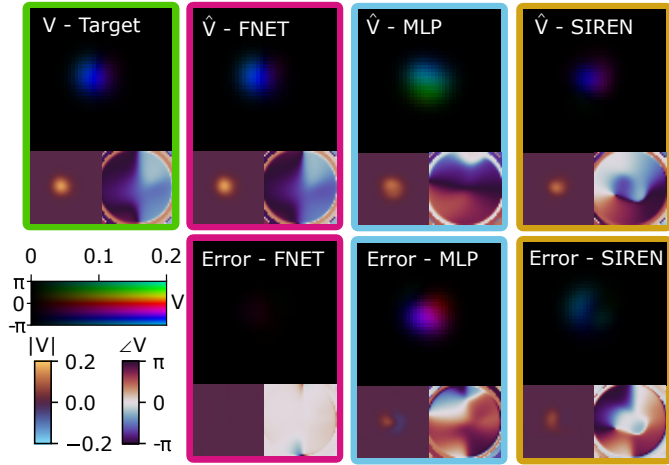 V - Target
V̂ - FNET
V̂ - MLP
V̂ - SIREN
0 0.1 0.2
π
0
-π
V
Error - FNET
Error - MLP
Error - SIREN
|V|
0.2
0.0
−0.2
∠V
π
0
-π